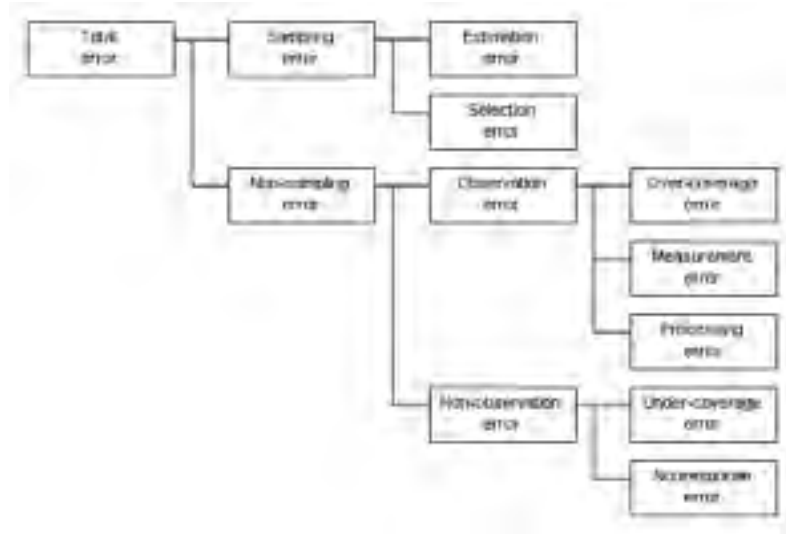 Total
error
Sampling
error
Estimation
error
Selection
error
Non-sampling
error
Observation
error
Over-coverage
error
Measurement
error
Processing
error
Non-observation
error
Under-coverage
error
Nonresponse
error